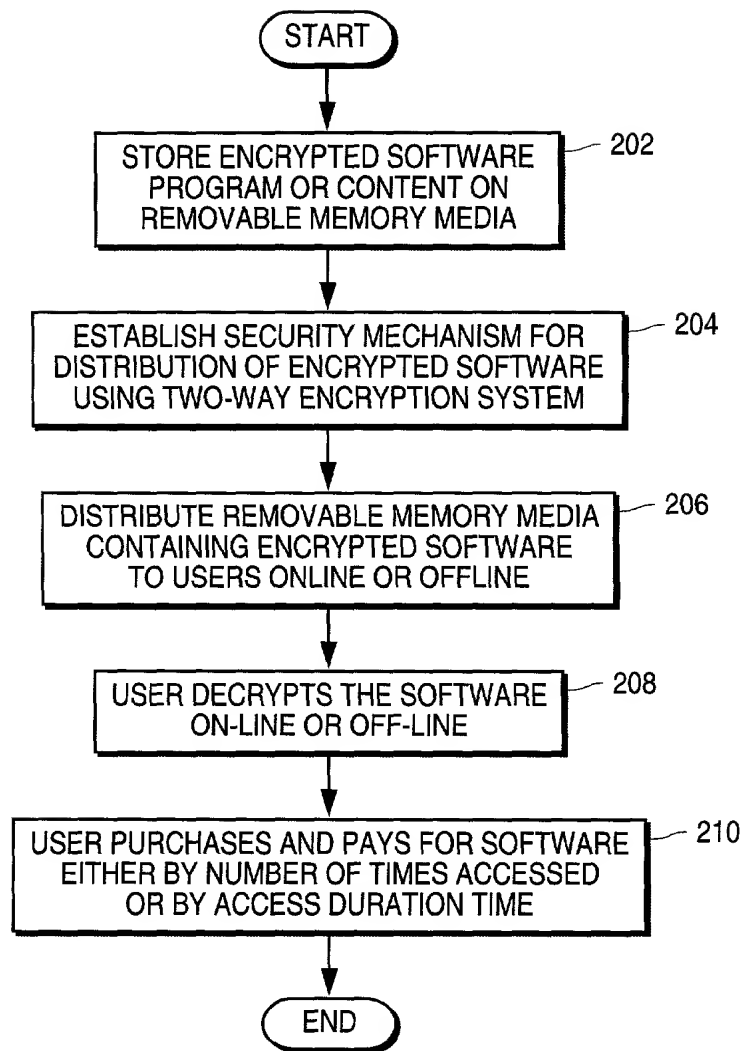 START
STORE ENCRYPTED SOFTWARE
PROGRAM OR CONTENT ON
REMOVABLE MEMORY MEDIA
202
ESTABLISH SECURITY MECHANISM FOR
DISTRIBUTION OF ENCRYPTED SOFTWARE
USING TWO-WAY ENCRYPTION SYSTEM
204
DISTRIBUTE REMOVABLE MEMORY MEDIA
CONTAINING ENCRYPTED SOFTWARE
TO USERS ONLINE OR OFFLINE
206
USER DECRYPTS THE SOFTWARE
ON-LINE OR OFF-LINE
208
USER PURCHASES AND PAYS FOR SOFTWARE
EITHER BY NUMBER OF TIMES ACCESSED
OR BY ACCESS DURATION TIME
210
END